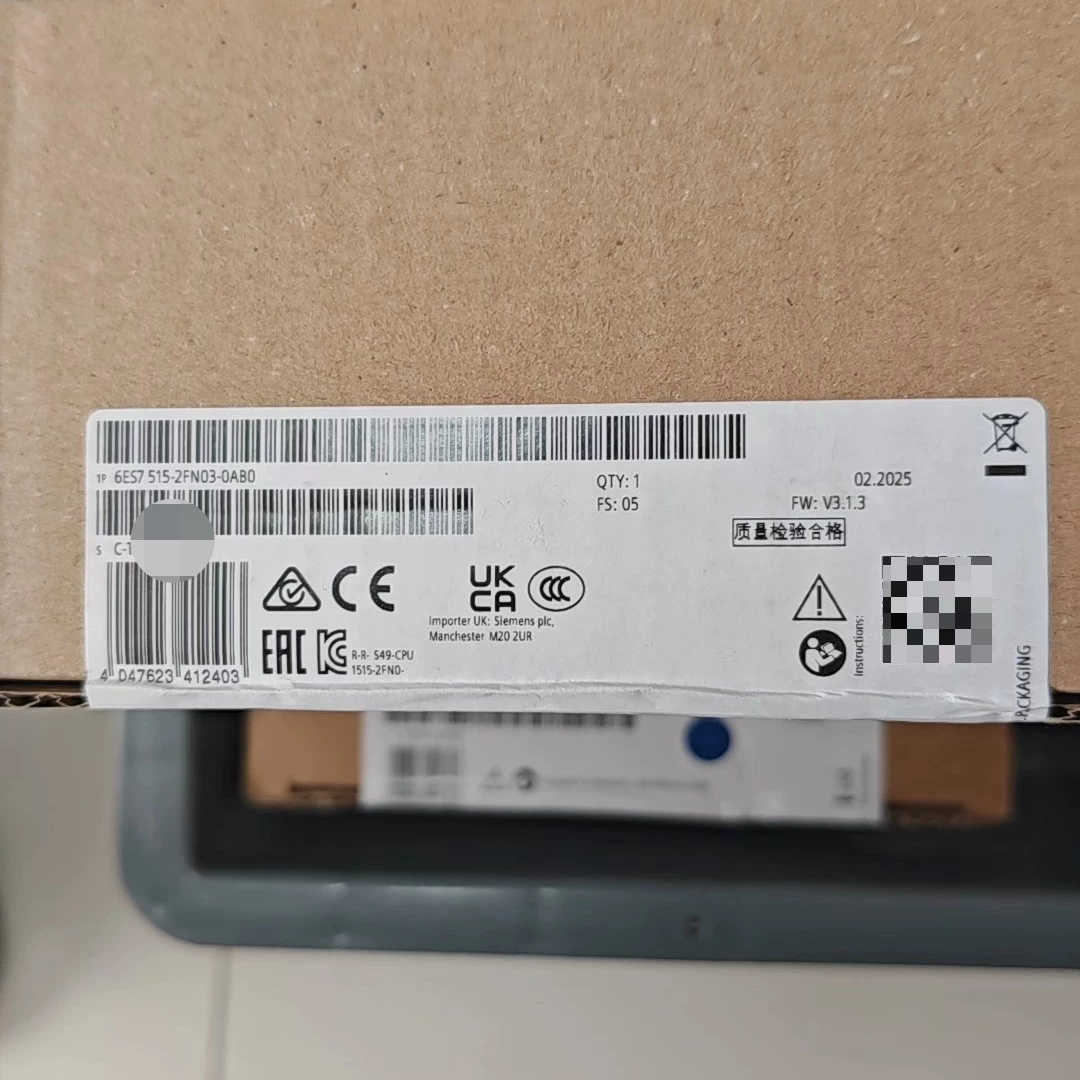 1P 6ES7 515-2FN03-0AB0
QTY: 1
02.2025
FS: 05
FW: V3.1.3
质量检验合格
S C-
UK
CA
CE
CCC
Importer UK: Siemens plc,
Manchester M20 2UR
EAC
R-R- S49-CPU
1515-2FN0-
Instructions:
4 047623 412403
PACKAGING